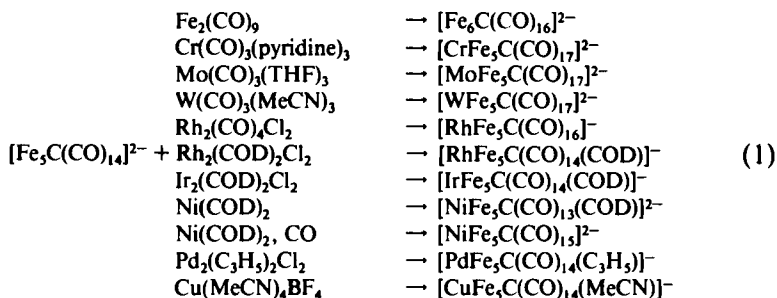 Fe₂(CO)₉ → [Fe₆C(CO)₁₆]²⁻
Cr(CO)₃(pyridine)₃ → [CrFe₅C(CO)₁₇]²⁻
Mo(CO)₃(THF)₃ → [MoFe₅C(CO)₁₇]²⁻
W(CO)₃(MeCN)₃ → [WFe₅C(CO)₁₇]²⁻
Rh₂(CO)₄Cl₂ → [RhFe₅C(CO)₁₆]⁻
[Fe₅C(CO)₁₄]²⁻ + Rh₂(COD)₂Cl₂ → [RhFe₅C(CO)₁₄(COD)]⁻ (1)
Ir₂(COD)₂Cl₂ → [IrFe₅C(CO)₁₄(COD)]⁻
Ni(COD)₂ → [NiFe₅C(CO)₁₃(COD)]²⁻
Ni(COD)₂, CO → [NiFe₅C(CO)₁₅]²⁻
Pd₂(C₃H₅)₂Cl₂ → [PdFe₅C(CO)₁₄(C₃H₅)]⁻
Cu(MeCN)₄BF₄ → [CuFe₅C(CO)₁₄(MeCN)]⁻